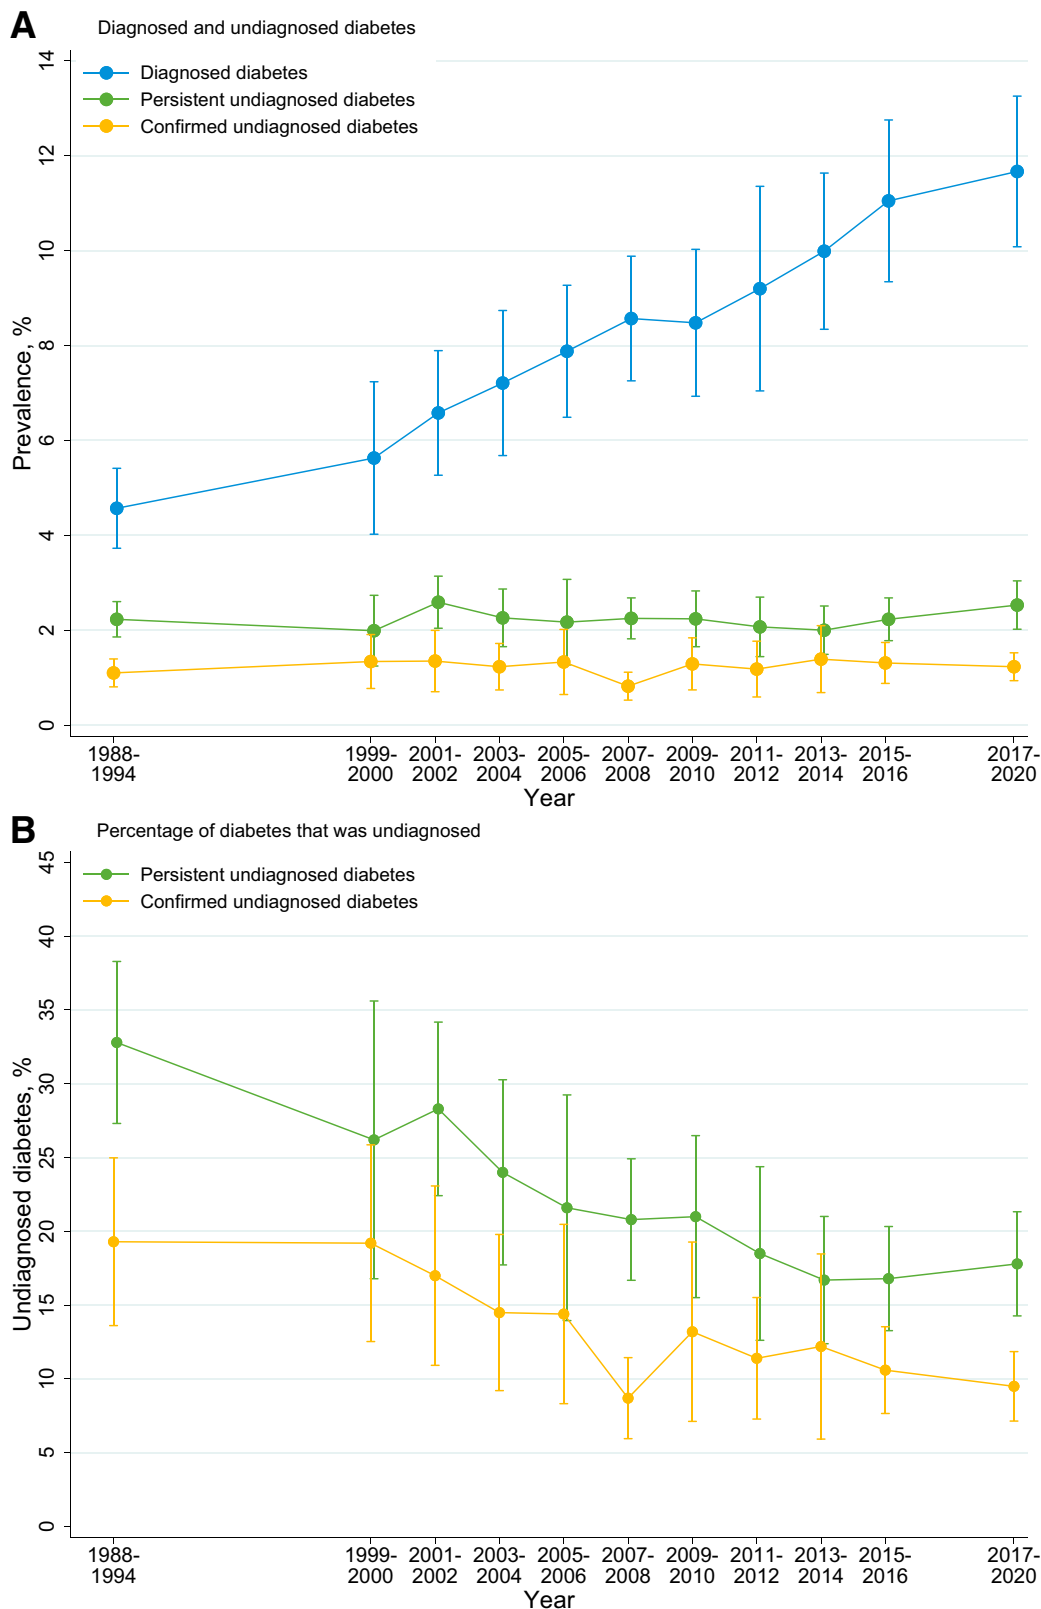 A
Diagnosed and undiagnosed diabetes
Diagnosed diabetes
Persistent undiagnosed diabetes
Confirmed undiagnosed diabetes
Prevalence, %
14
12
10
8
6
4
2
0
1988- 1999- 2001- 2003- 2005- 2007- 2009- 2011- 2013- 2015- 2017-
1994 2000 2002 2004 2006 2008 2010 2012 2014 2016 2020
Year
B
Percentage of diabetes that was undiagnosed
Persistent undiagnosed diabetes
Confirmed undiagnosed diabetes
Undiagnosed diabetes, %
45
40
35
30
25
20
15
10
5
0
1988- 1999- 2001- 2003- 2005- 2007- 2009- 2011- 2013- 2015- 2017-
1994 2000 2002 2004 2006 2008 2010 2012 2014 2016 2020
Year